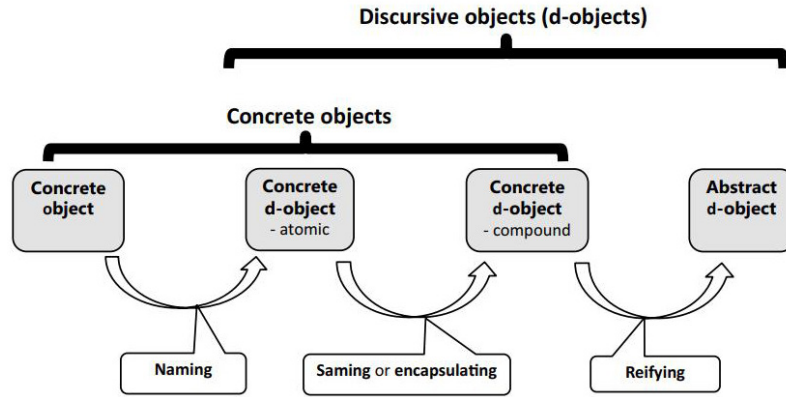 Discursive objects (d-objects)
Concrete objects
Concrete
object
Concrete
d-object
- atomic
Concrete
d-object
- compound
Abstract
d-object
Naming
Saming or encapsulating
Reifying